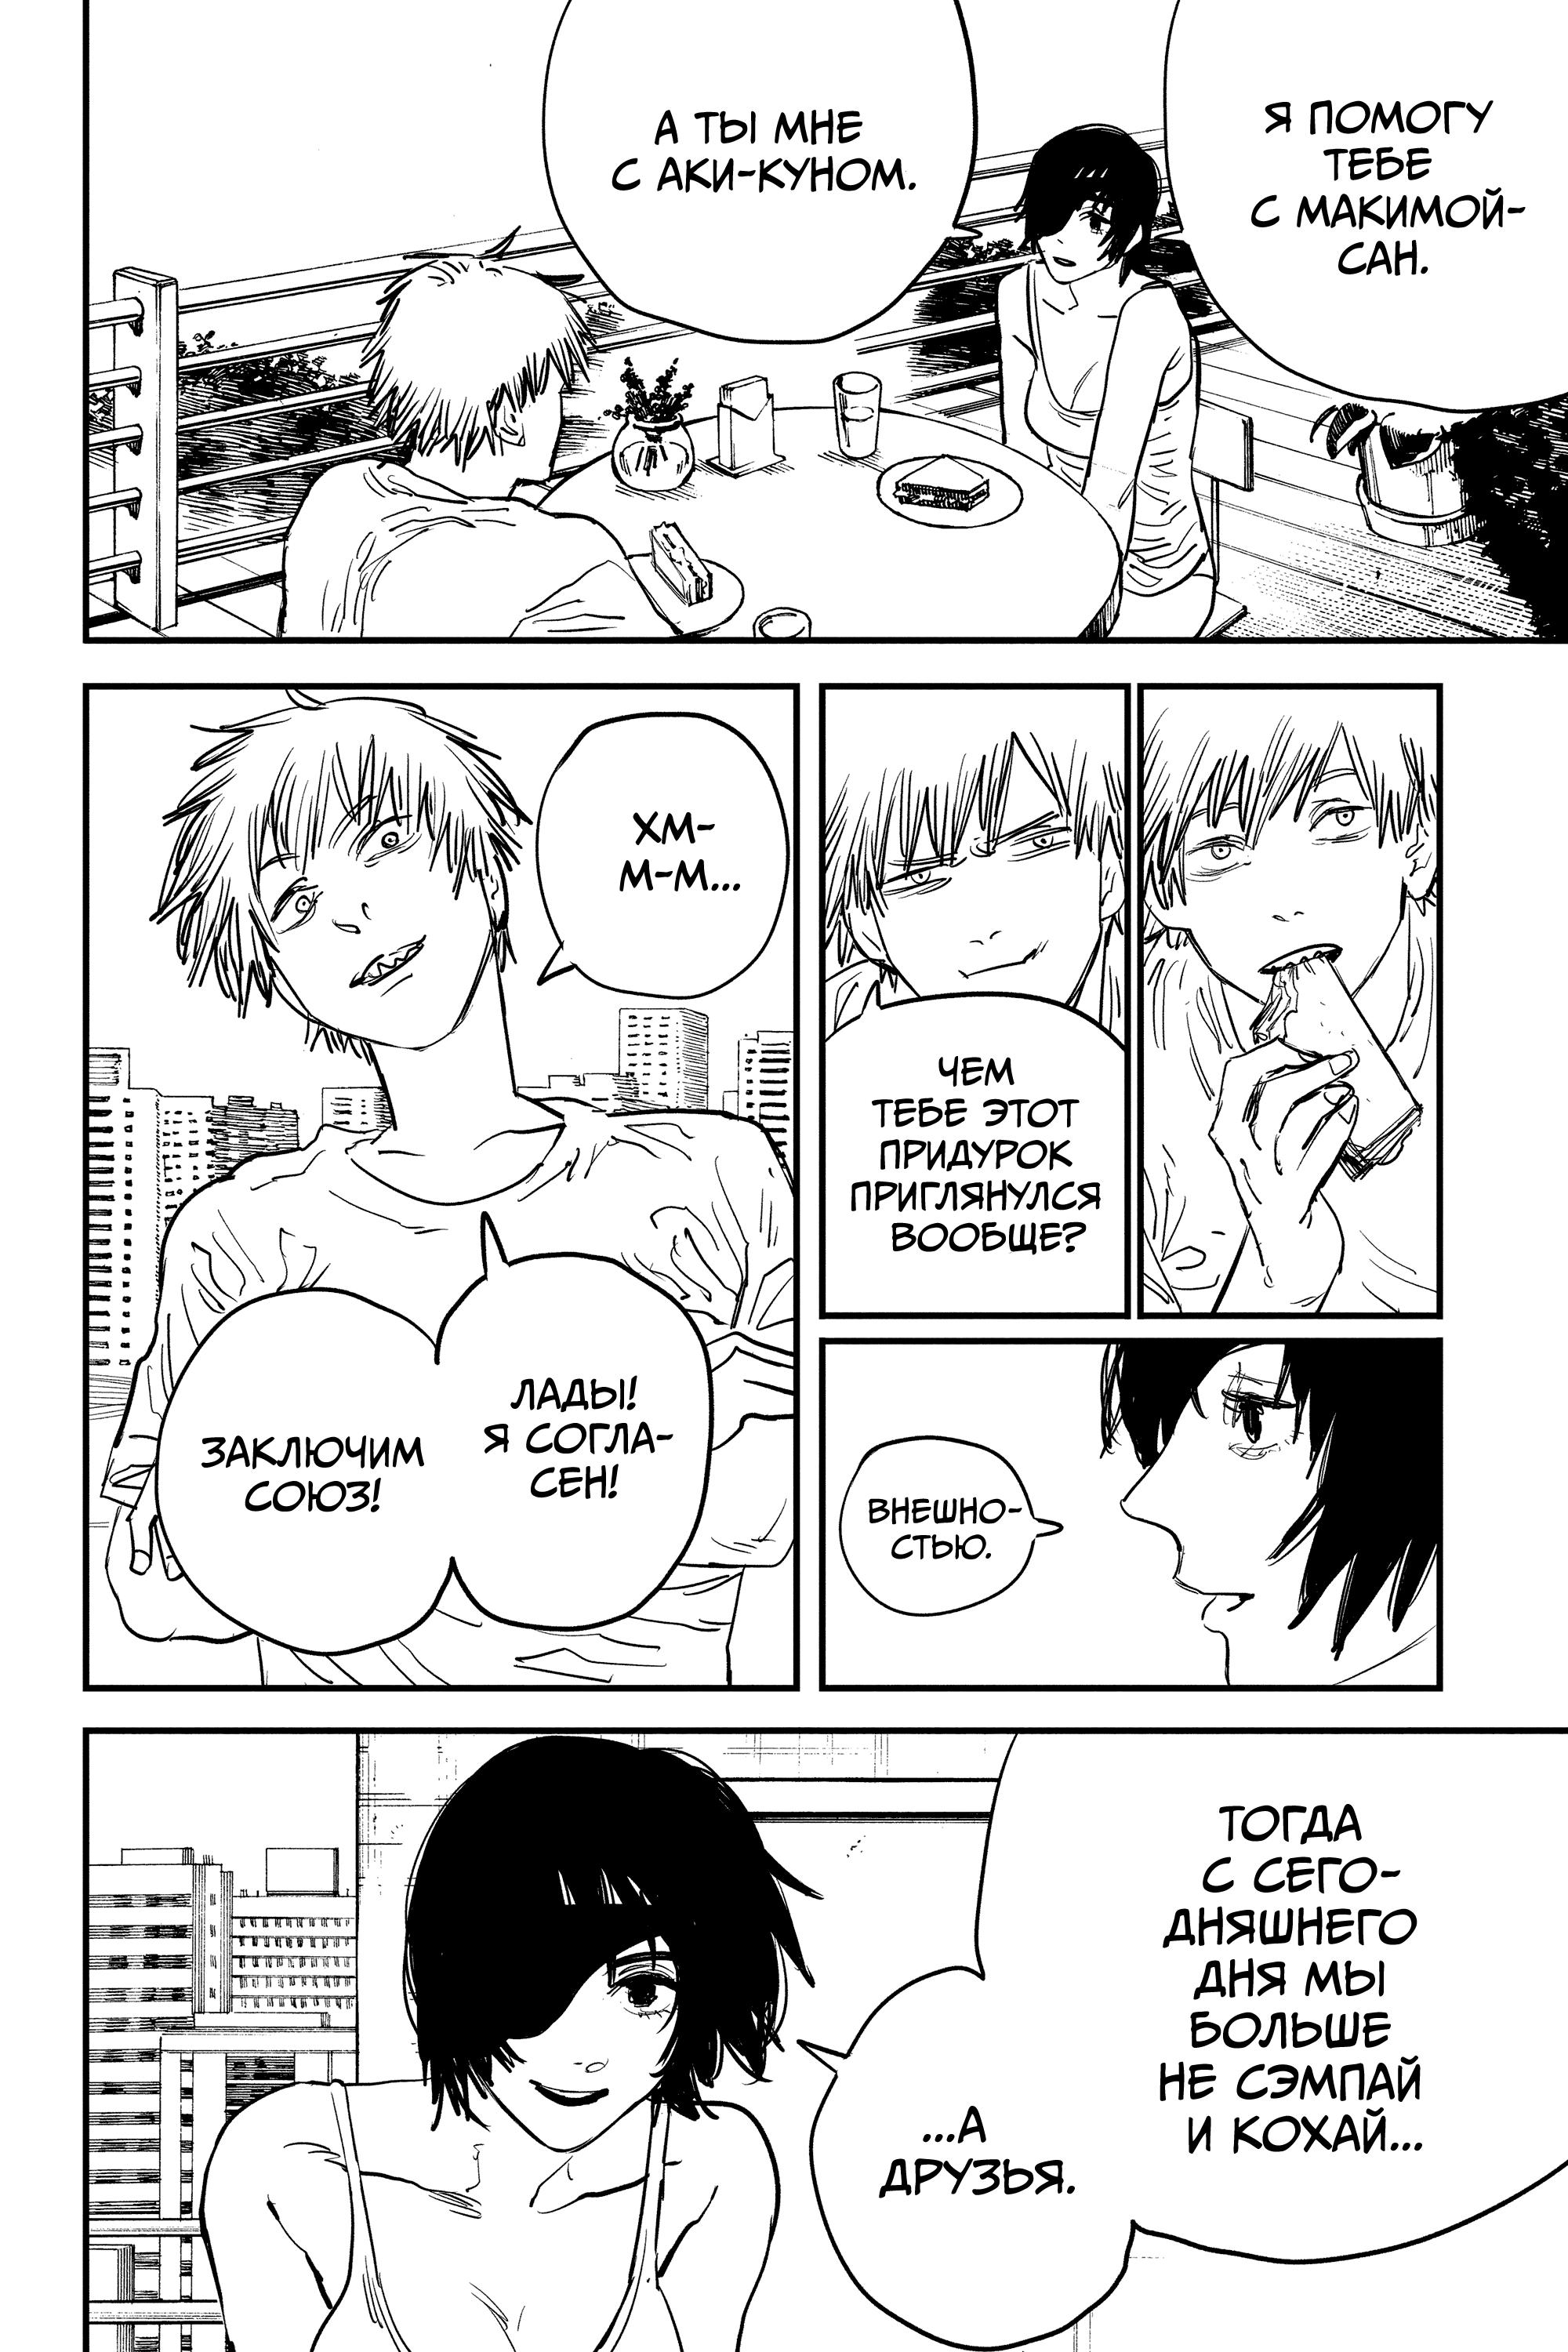 Я ПОМОГУ
ТЕБЕ
С МАКИМОЙ-
САН.
А ТЫ МНЕ
С АКИ-КУНОМ.
ЧЕМ
ТЕБЕ ЭТОТ
ПРИДУРОК
ПРИГЛЯНУЛСЯ
ВООБЩЕ?
ВНЕШНО-
СТЬЮ.
ХМ-
М-М...
ЛАДЫ!
Я СОГЛА-
СЕН!
ЗАКЛЮЧИМ
СОЮЗ!
ТОГДА
С СЕГО-
ДНЯШНЕГО
ДНЯ МЫ
БОЛЬШЕ
НЕ СЭМПАЙ
И КОХАЙ...
...А
ДРУЗЬЯ.